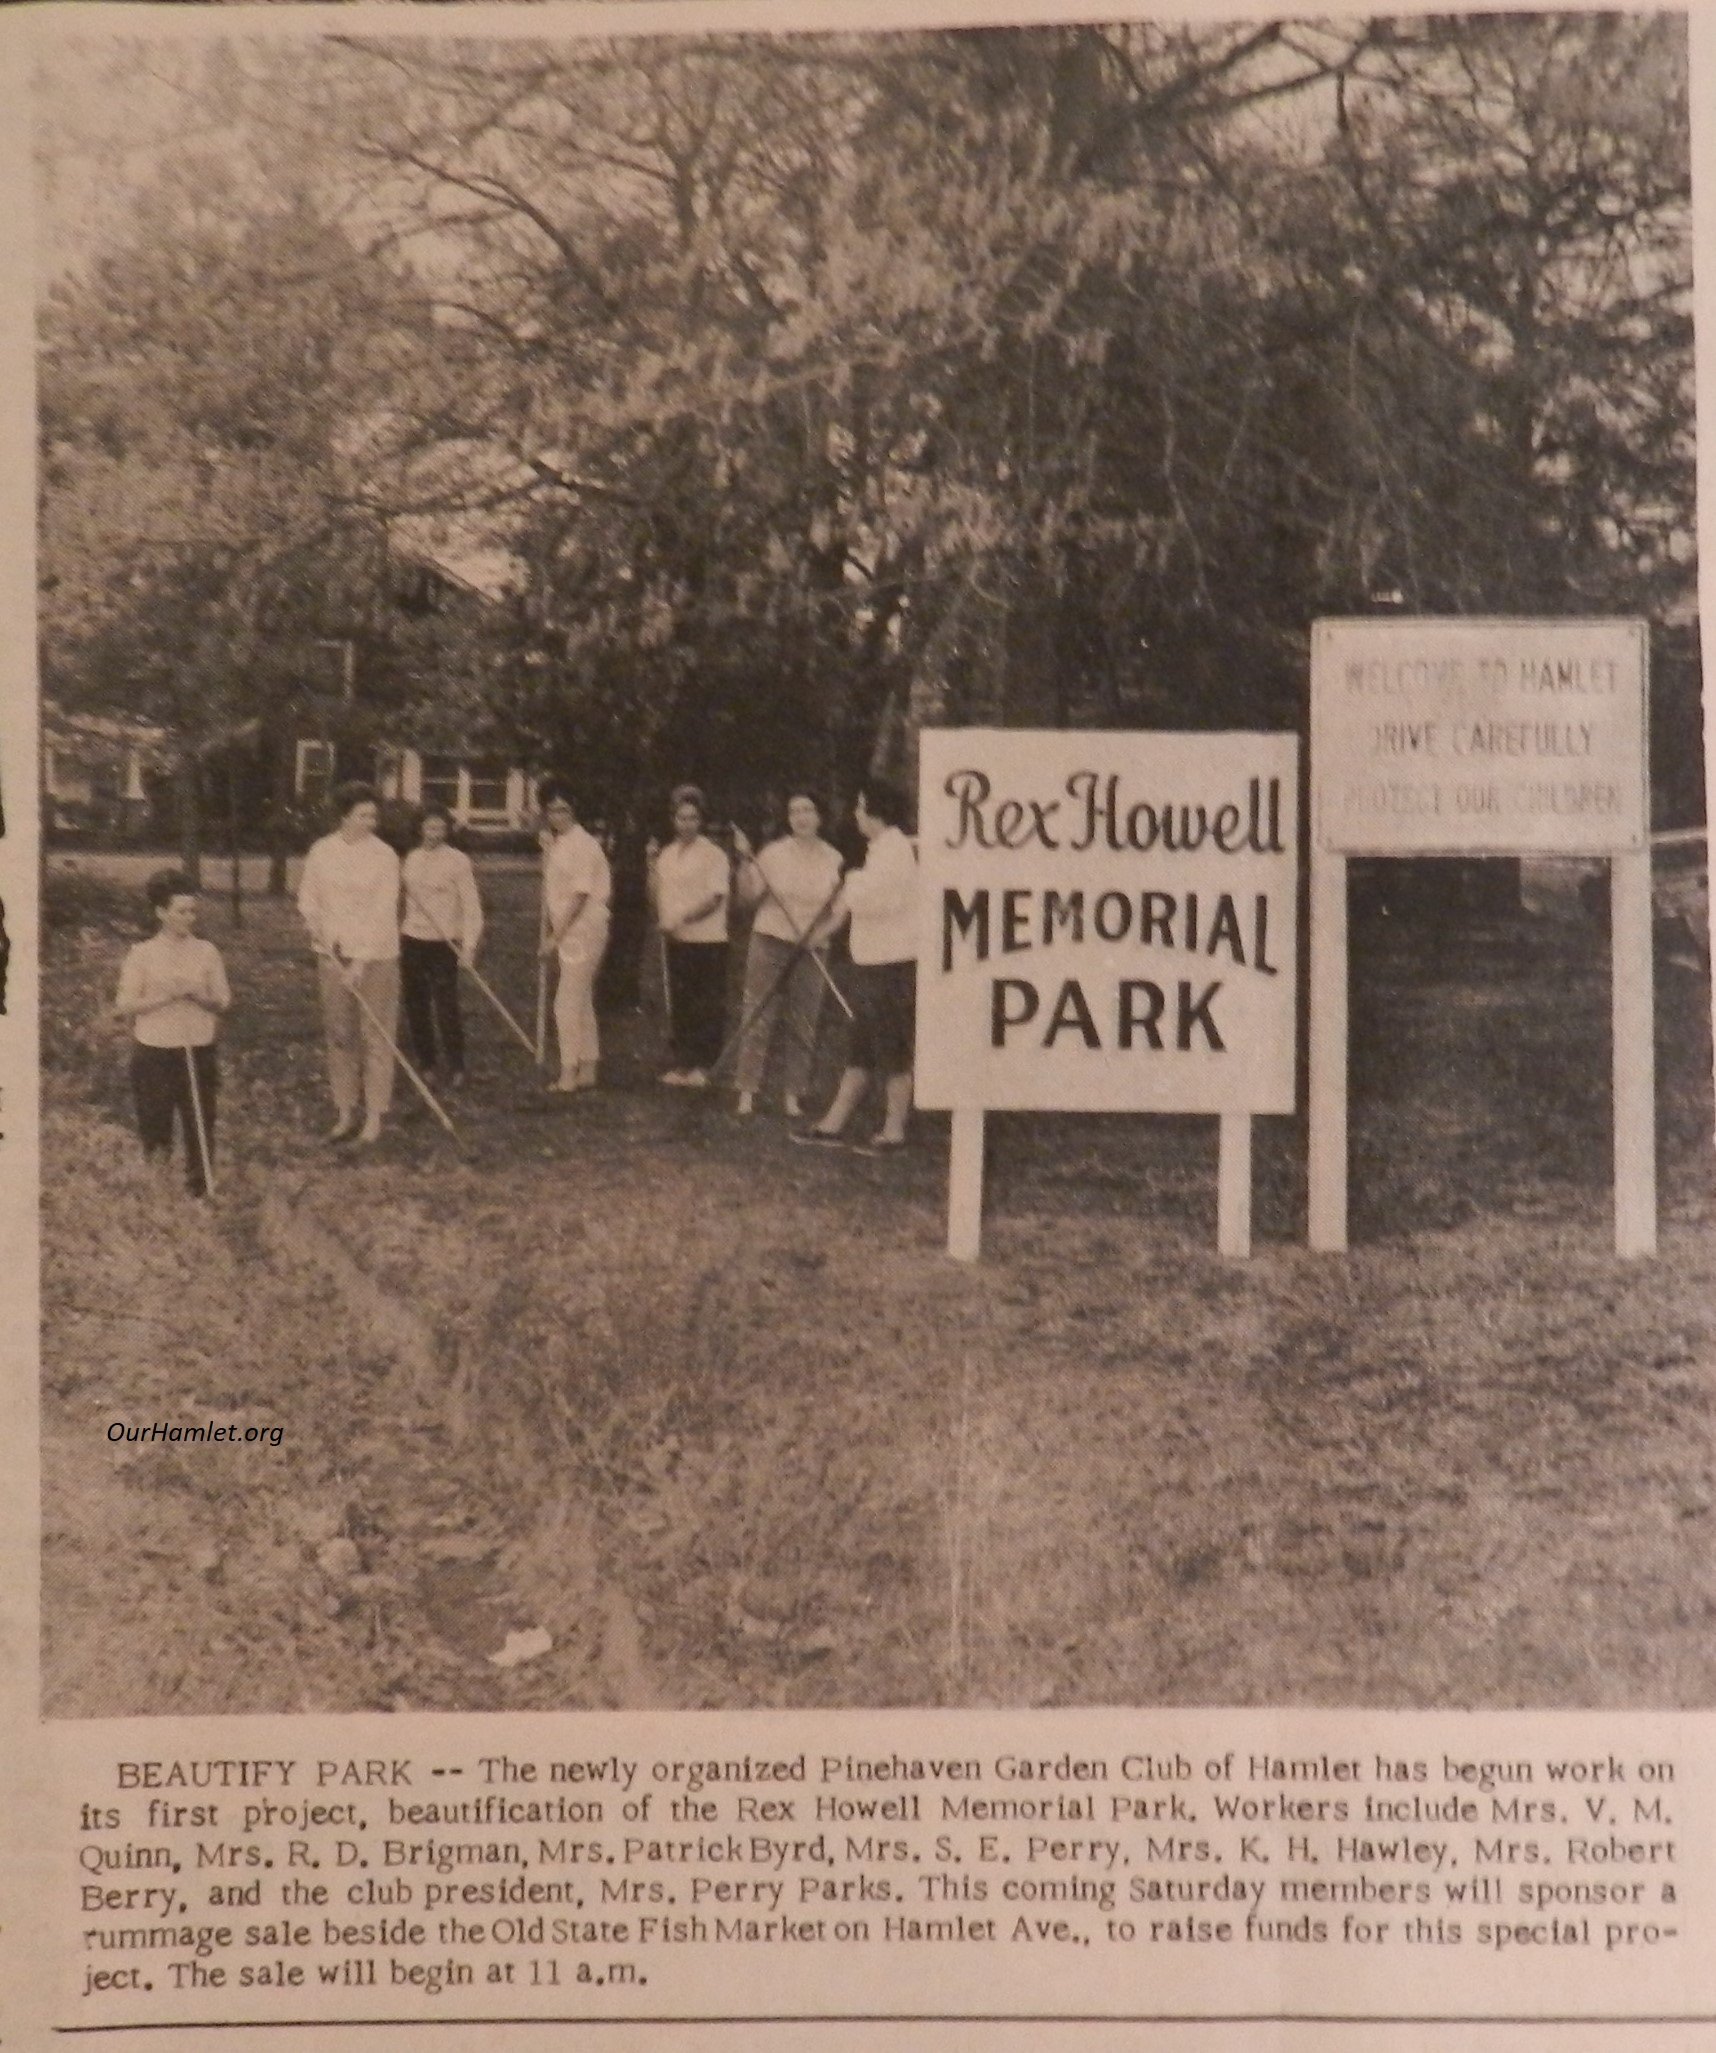 WELCOME TO HAMLET
DRIVE CAREFULLY
PROTECT OUR CHILDREN
Rex Howell
MEMORIAL
PARK
OurHamlet.org
BEAUTIFY PARK -- The newly organized Pinehaven Garden Club of Hamlet has begun work on
its first project, beautification of the Rex Howell Memorial Park. Workers include Mrs. V. M.
Quinn, Mrs. R. D. Brigman, Mrs. Patrick Byrd, Mrs. S. E. Perry, Mrs. K. H. Hawley, Mrs. Robert
Berry, and the club president, Mrs. Perry Parks. This coming Saturday members will sponsor a
rummage sale beside the Old State Fish Market on Hamlet Ave., to raise funds for this special pro-
ject. The sale will begin at 11 a.m.